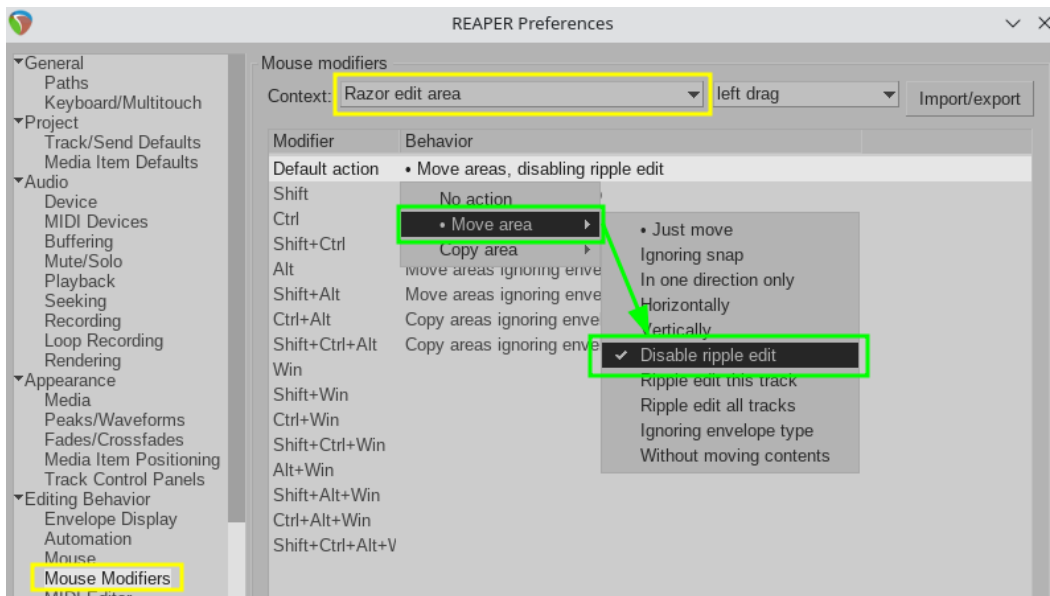 REAPER Preferences
▾General
Paths
Keyboard/Multitouch
▾Project
Track/Send Defaults
Media Item Defaults
▾Audio
Device
MIDI Devices
Buffering
Mute/Solo
Playback
Seeking
Recording
Loop Recording
Rendering
▾Appearance
Media
Peaks/Waveforms
Fades/Crossfades
Media Item Positioning
Track Control Panels
▾Editing Behavior
Envelope Display
Automation
Mouse
Mouse Modifiers
MIDI Editor
Mouse modifiers
Context: Razor edit area left drag Import/export
Modifier Behavior
Default action • Move areas, disabling ripple edit
Shift
Ctrl
Shift+Ctrl
Alt Move areas ignoring enve
Shift+Alt Move areas ignoring enve
Ctrl+Alt Copy areas ignoring enve
Shift+Ctrl+Alt Copy areas ignoring enve
Win
Shift+Win
Ctrl+Win
Shift+Ctrl+Win
Alt+Win
Shift+Alt+Win
Ctrl+Alt+Win
Shift+Ctrl+Alt+V
No action
• Move area
Copy area
• Just move
Ignoring snap
In one direction only
Horizontally
Vertically
✓ Disable ripple edit
Ripple edit this track
Ripple edit all tracks
Ignoring envelope type
Without moving contents